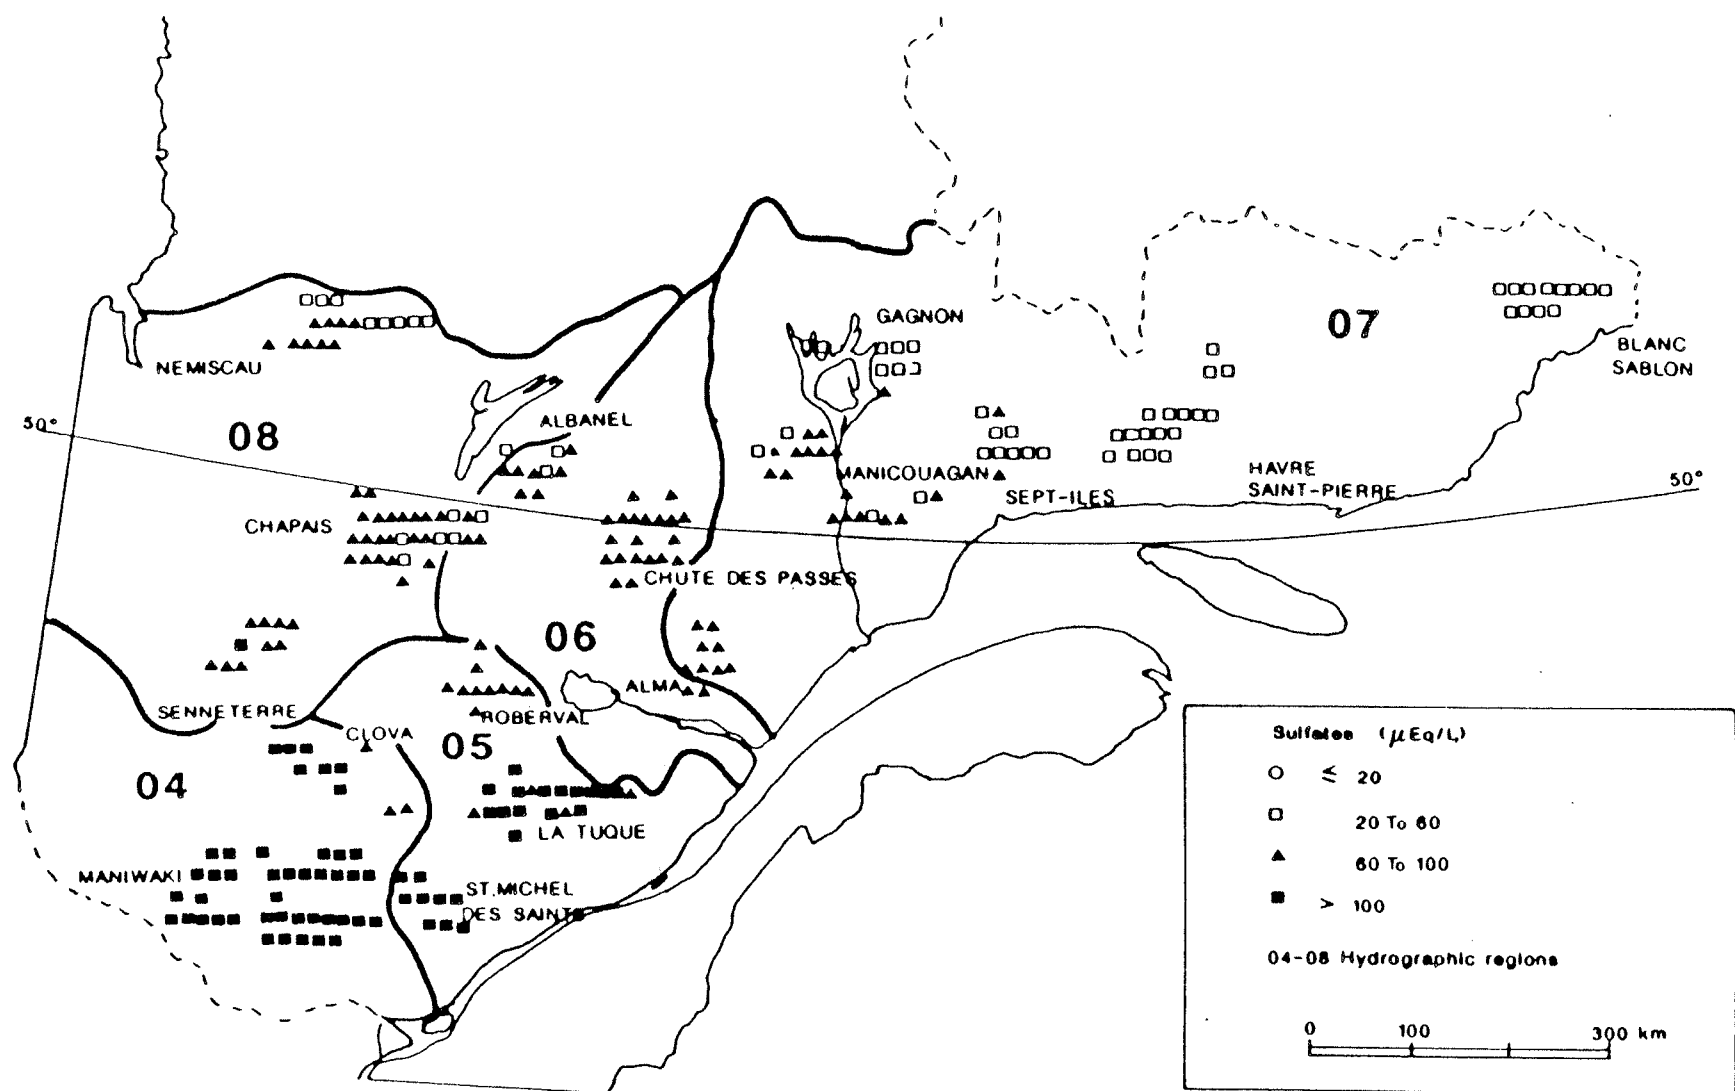 GAGNON
07
BLANC
SABLON
NEMISCAU
50°
08
ALBANEL
MANICOUAGAN
HAVRE
SAINT-PIERRE
50°
SEPT-ILES
CHAPAIS
CHUTE DES PASSES
06
ALMA
SENNETERRE
ROBERVAL
CLOVA
05
04
LA TUQUE
MANIWAKI
ST.MICHEL
DES SAINTS
Sulfates (μEq/L)
≤ 20
20 To 60
60 To 100
> 100
04-08 Hydrographic regions
0 100 300 km